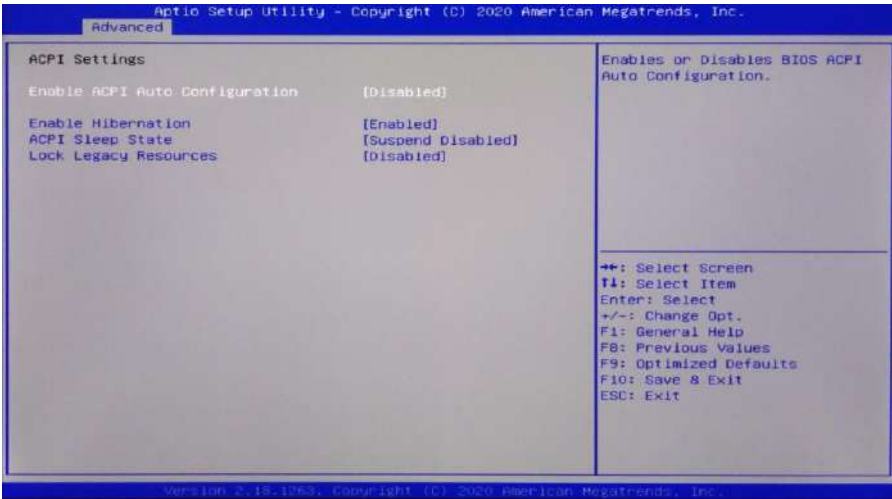 Aptio Setup Utility - Copyright (C) 2020 American Megatrends, Inc.
Advanced
ACPI Settings
Enable ACPI Auto Configuration [Disabled]
Enable Hibernation [Enabled]
ACPI Sleep State [Suspend Disabled]
Lock Legacy Resources [Disabled]
Enables or Disables BIOS ACPI
Auto Configuration.
→←: Select Screen
↑↓: Select Item
Enter: Select
+/-: Change Opt.
F1: General Help
F8: Previous Values
F9: Optimized Defaults
F10: Save & Exit
ESC: Exit
Version 2.18.1263. Copyright (C) 2020 American Megatrends, Inc.